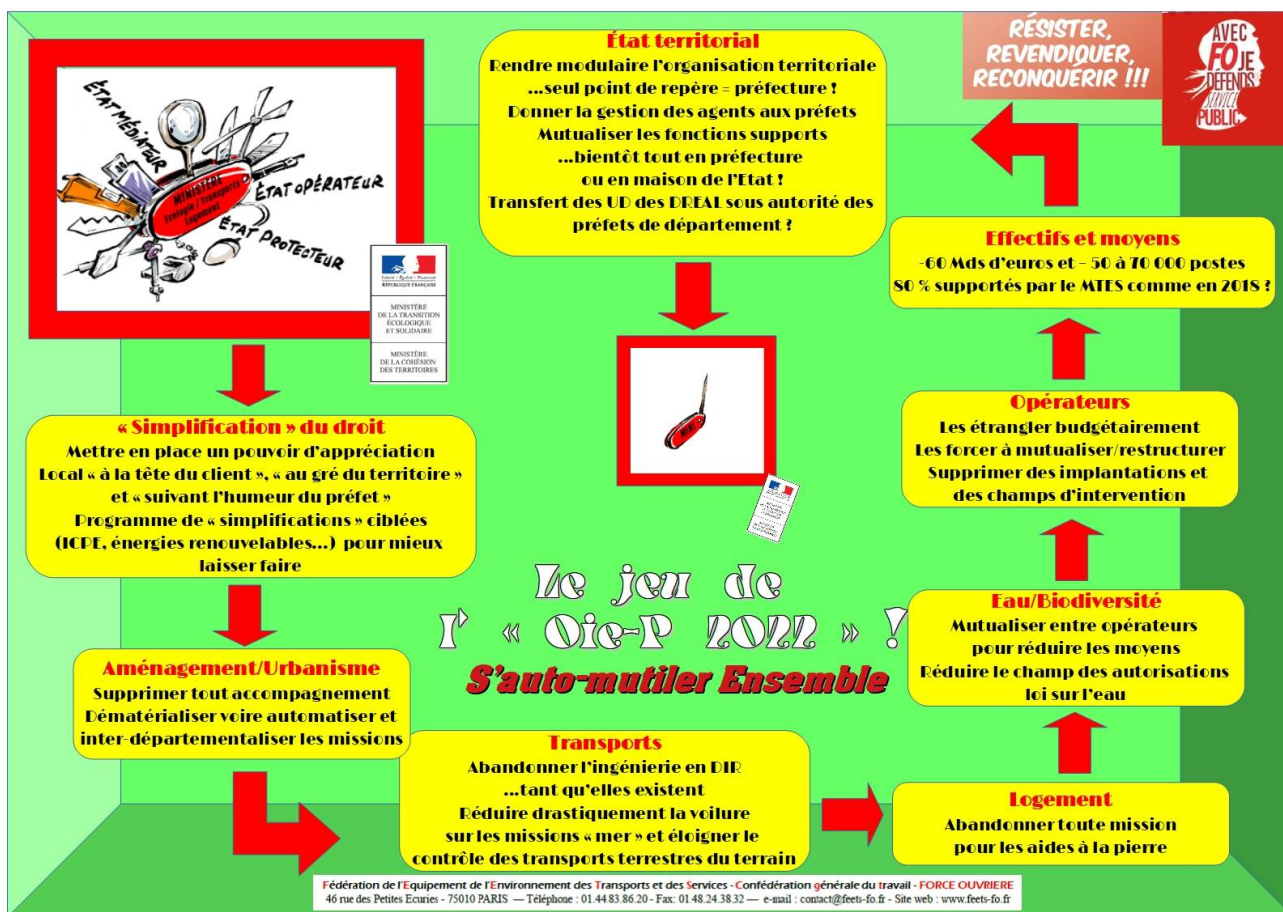 ÉTAT MÉDIATEUR
MINISTÈRE
Ecologie / Transports
Logement
ÉTAT OPÉRATEUR
ÉTAT PROTECTEUR
Liberté • Égalité • Fraternité
RÉPUBLIQUE FRANÇAISE
MINISTÈRE
DE LA TRANSITION
ÉCOLOGIQUE
ET SOLIDAIRE
MINISTÈRE
DE LA COHÉSION
DES TERRITOIRES
« Simplification » du droit
Mettre en place un pouvoir d’appréciation
Local « à la tête du client », « au gré du territoire »
et « suivant l’humeur du préfet »
Programme de « simplifications » ciblées
(ICPE, énergies renouvelables...) pour mieux
laisser faire
Aménagement/Urbanisme
Supprimer tout accompagnement
Dématérialiser voire automatiser et
inter-départementaliser les missions
Transports
Abandonner l’ingénierie en DIR
...tant qu’elles existent
Réduire drastiquement la voilure
sur les missions « mer » et éloigner le
contrôle des transports terrestres du terrain
Logement
Abandonner toute mission
pour les aides à la pierre
Eau/Biodiversité
Mutualiser entre opérateurs
pour réduire les moyens
Réduire le champ des autorisations
loi sur l’eau
Opérateurs
Les étrangler budgétairement
Les forcer à mutualiser/restructurer
Supprimer des implantations et
des champs d’intervention
Effectifs et moyens
-60 Mds d’euros et - 50 à 70 000 postes
80 % supportés par le MTES comme en 2018 ?
RÉSISTER,
REVENDIQUER,
RECONQUÉRIR !!!
AVEC
FO JE
DÉFENDS
SERVICE
PUBLIC
État territorial
Rendre modulaire l’organisation territoriale
...seul point de repère = préfecture !
Donner la gestion des agents aux préfets
Mutualiser les fonctions supports
...bientôt tout en préfecture
ou en maison de l’Etat !
Transfert des UD des DREAL sous autorité des
préfets de département ?
MINI
Le jeu de
l’ « Oie-P 2022 » !
S’auto-mutiler Ensemble
Fédération de l’Equipement de l’Environnement des Transports et des Services - Confédération générale du travail - FORCE OUVRIERE
46 rue des Petites Ecuries - 75010 PARIS — Téléphone : 01.44.83.86.20 - Fax: 01.48.24.38.32 — e-mail : contact@feets-fo.fr - Site web : www.feets-fo.fr